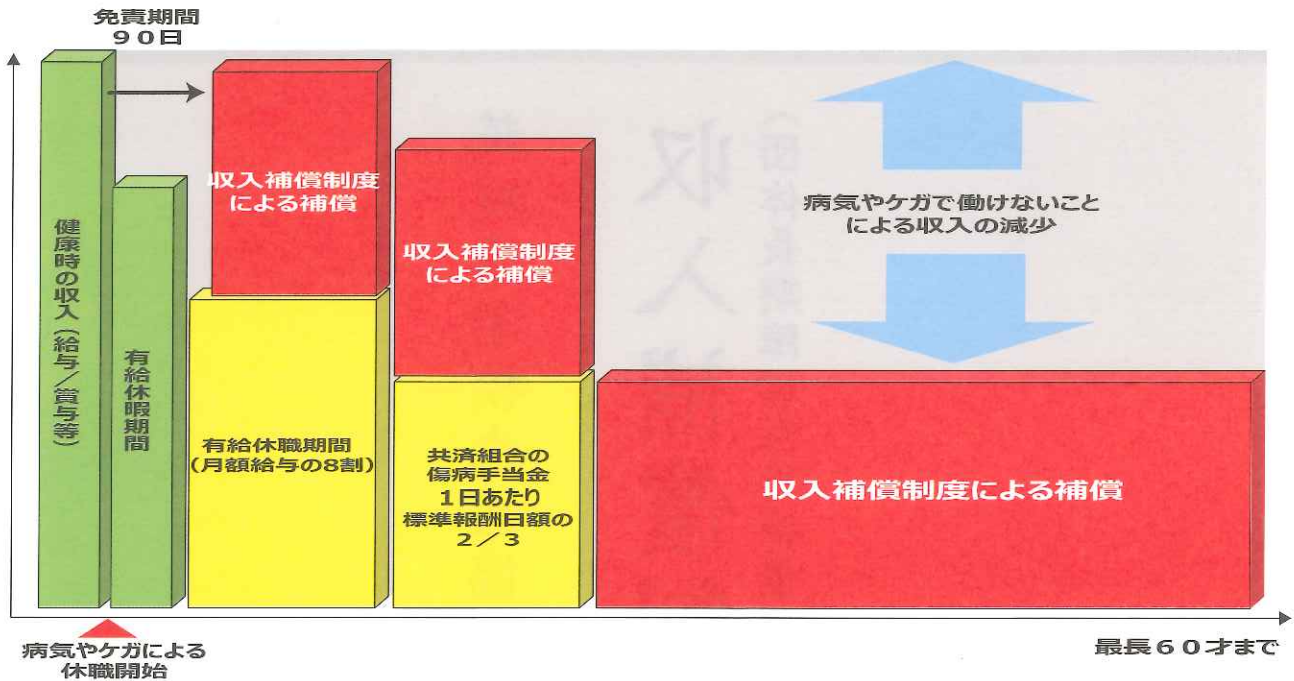 免責期間
９０日
収入補償制度
による補償
収入補償制度
による補償
病気やケガで働けないこと
による収入の減少
健康時の収入（給与／賞与等）
有給休暇期間
有給休職期間
（月額給与の8割）
共済組合の
傷病手当金
１日あたり
標準報酬日額の
２／３
収入補償制度による補償
病気やケガによる
休職開始
最長６０才まで